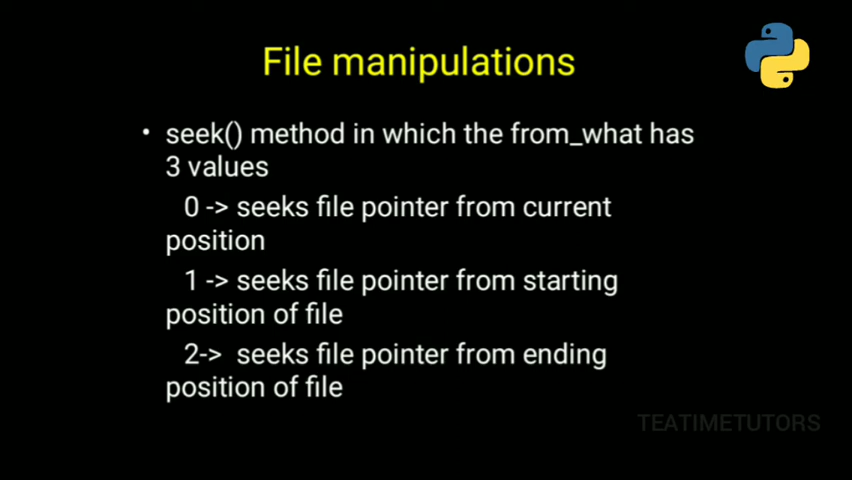 File manipulations
• seek() method in which the from_what has
3 values
0 -> seeks file pointer from current
position
1 -> seeks file pointer from starting
position of file
2-> seeks file pointer from ending
position of file
TEATIMETUTORS